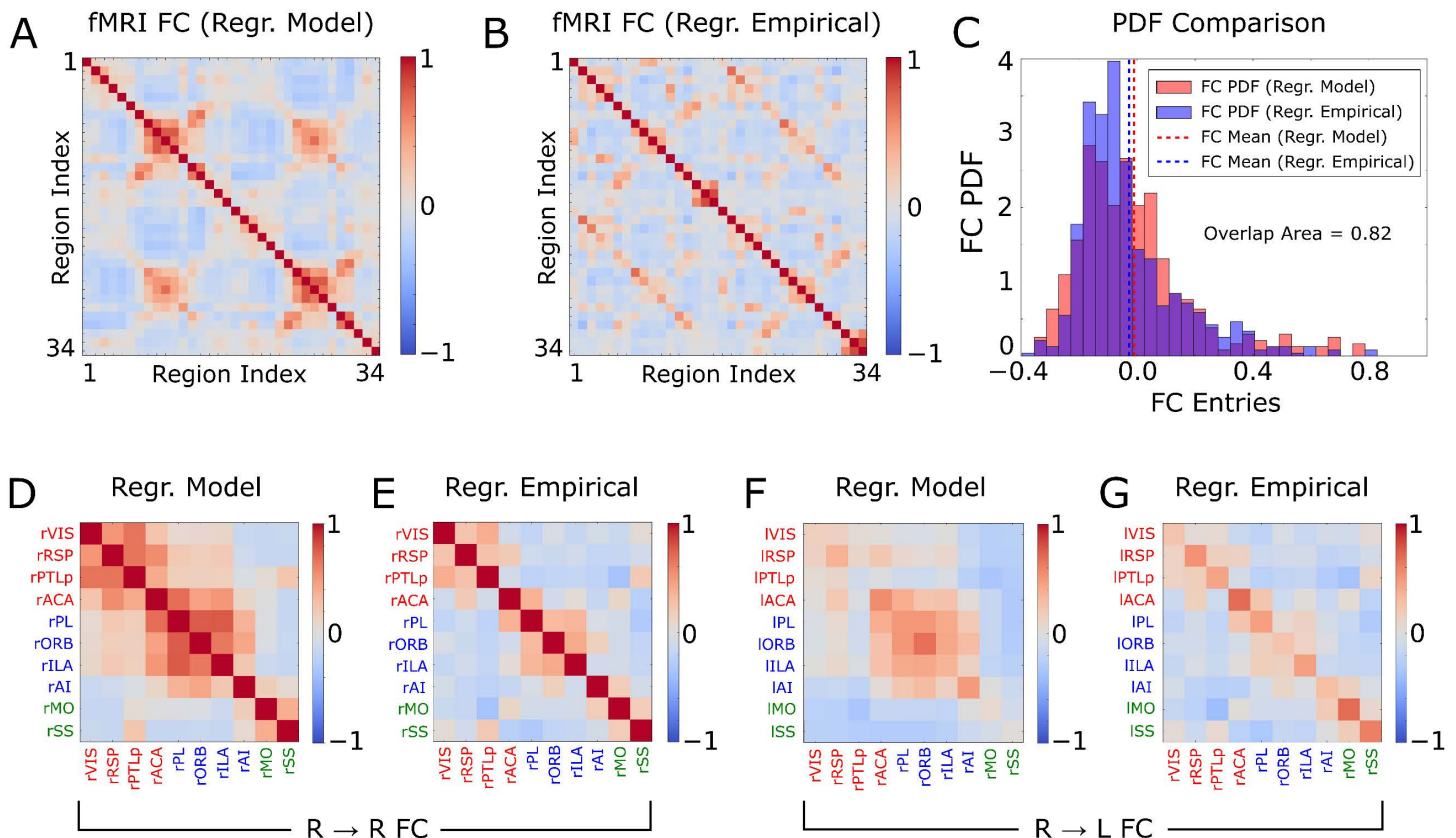 A
fMRI FC (Regr. Model)
1
34
Region Index
1
34
Region Index
1
0
−1
B
fMRI FC (Regr. Empirical)
1
34
Region Index
1
34
Region Index
1
0
−1
C
PDF Comparison
4
3
2
1
0
FC PDF
−0.4
0.0
0.4
0.8
FC Entries
FC PDF (Regr. Model)
FC PDF (Regr. Empirical)
FC Mean (Regr. Model)
FC Mean (Regr. Empirical)
Overlap Area = 0.82
D
Regr. Model
rVIS
rRSP
rPTLp
rACA
rPL
rORB
rILA
rAI
rMO
rSS
rVIS
rRSP
rPTLp
rACA
rPL
rORB
rILA
rAI
rMO
rSS
1
0
−1
E
Regr. Empirical
rVIS
rRSP
rPTLp
rACA
rPL
rORB
rILA
rAI
rMO
rSS
rVIS
rRSP
rPTLp
rACA
rPL
rORB
rILA
rAI
rMO
rSS
1
0
−1
R → R FC
F
Regr. Model
lVIS
lRSP
lPTLp
lACA
lPL
lORB
lILA
lAI
lMO
lSS
rVIS
rRSP
rPTLp
rACA
rPL
rORB
rILA
rAI
rMO
rSS
1
0
−1
G
Regr. Empirical
lVIS
lRSP
lPTLp
lACA
lPL
lORB
lILA
lAI
lMO
lSS
rVIS
rRSP
rPTLp
rACA
rPL
rORB
rILA
rAI
rMO
rSS
1
0
−1
R → L FC